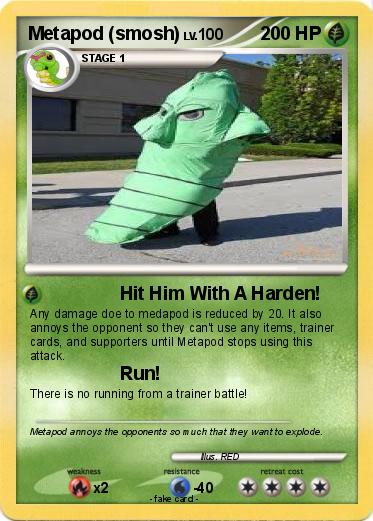 Metapod (smosh) LV.100 200 HP
STAGE 1
Hit Him With A Harden!
Any damage doe to medapod is reduced by 20. It also
annoys the opponent so they can't use any items, trainer
cards, and supporters until Metapod stops using this
attack.
Run!
There is no running from a trainer battle!
Metapod annoys the opponents so much that they want to explode.
Illus. RED
weakness resistance retreat cost
x2 -40
- fake card -